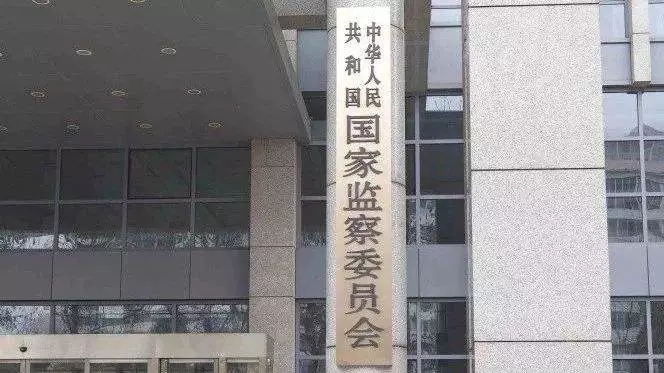 中华人民
共和国
国家监察委员会